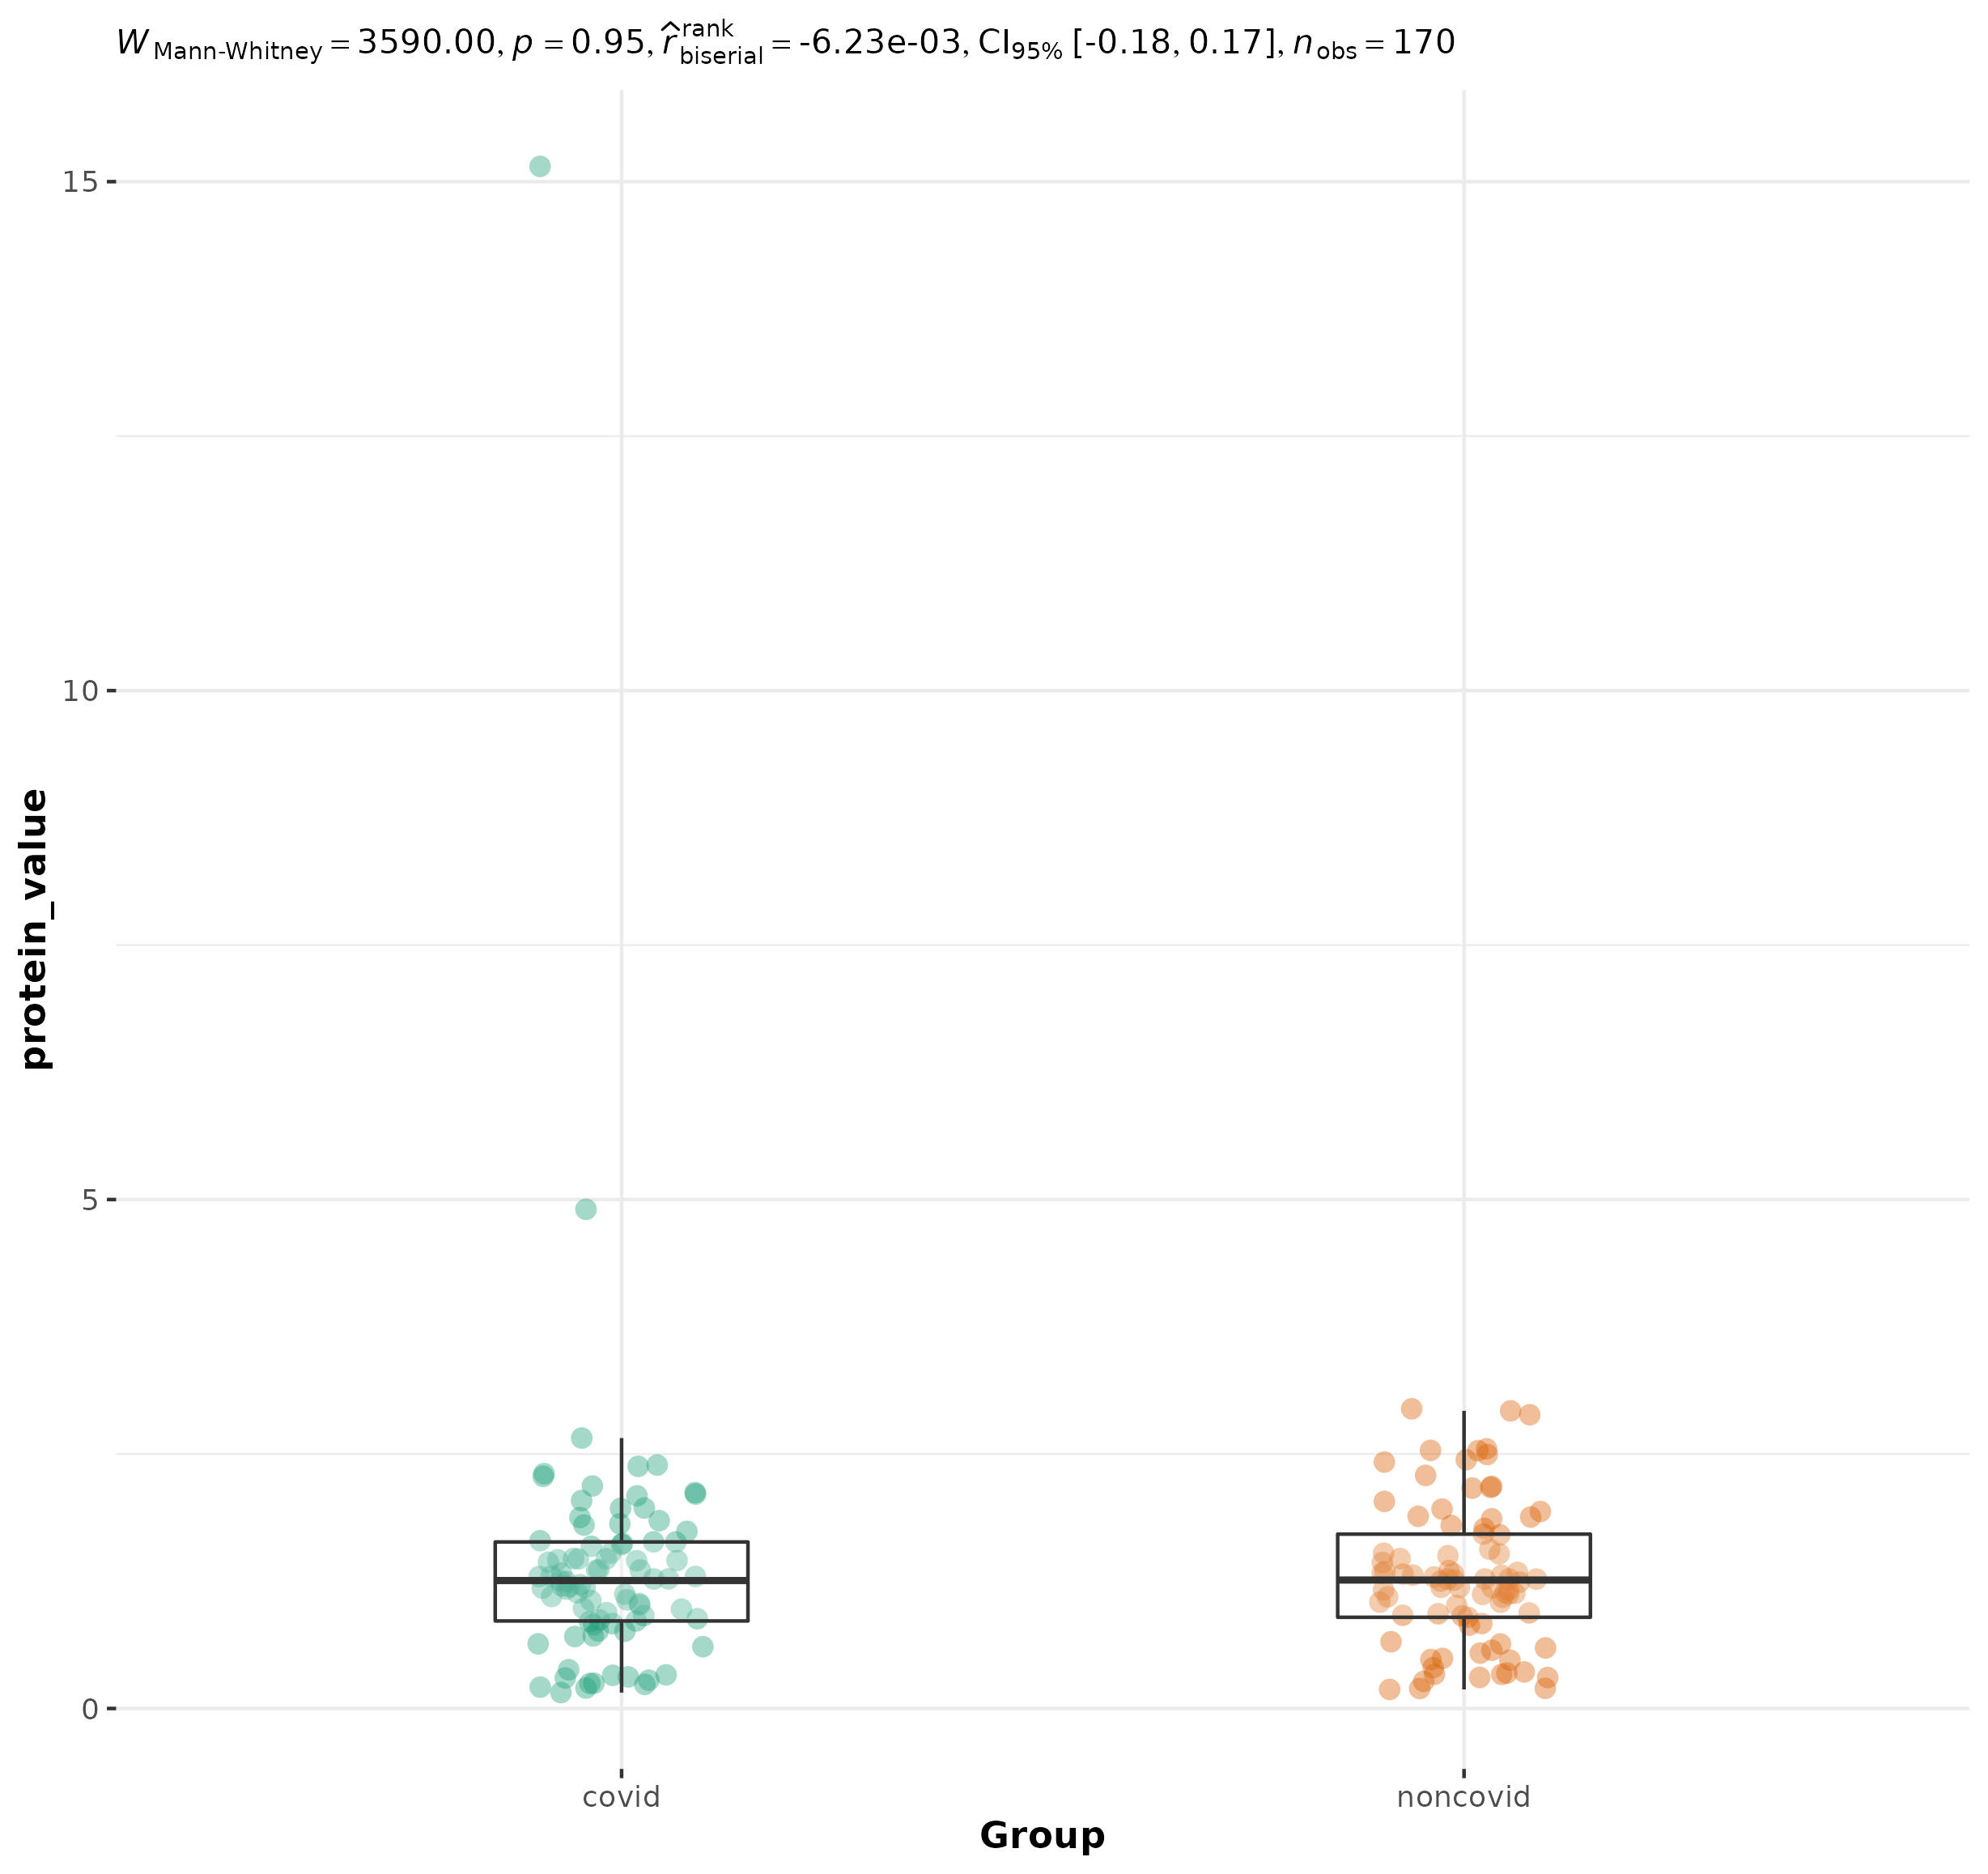 W Mann-Whitney = 3590.00, p = 0.95, r̂ rank biserial = -6.23e-03, CI95% [-0.18, 0.17], nobs = 170
15
10
5
0
protein_value
covid noncovid
Group